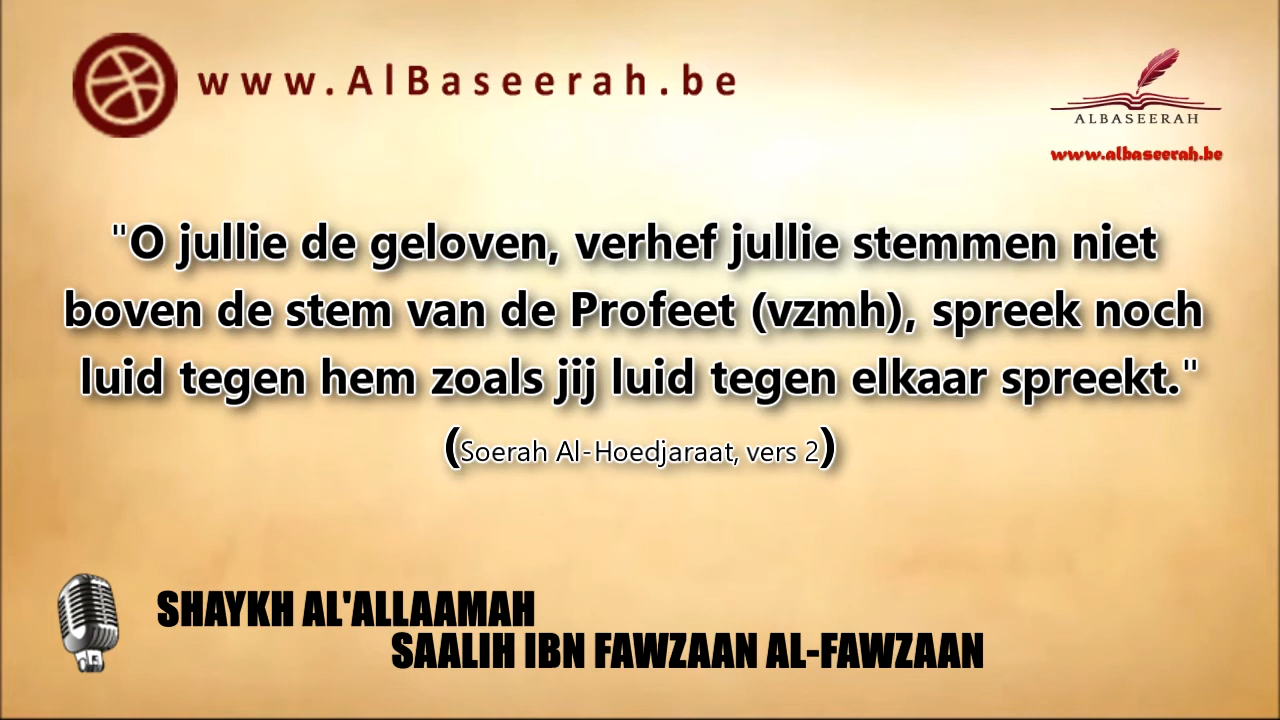 www.AlBaseerah.be
ALBASEERAH
www.albaseerah.be
"O jullie de geloven, verhef jullie stemmen niet
boven de stem van de Profeet (vzmh), spreek noch
luid tegen hem zoals jij luid tegen elkaar spreekt."
(Soerah Al-Hoedjaraat, vers 2)
SHAYKH AL'ALLAAMAH
SAALIH IBN FAWZAAN AL-FAWZAAN